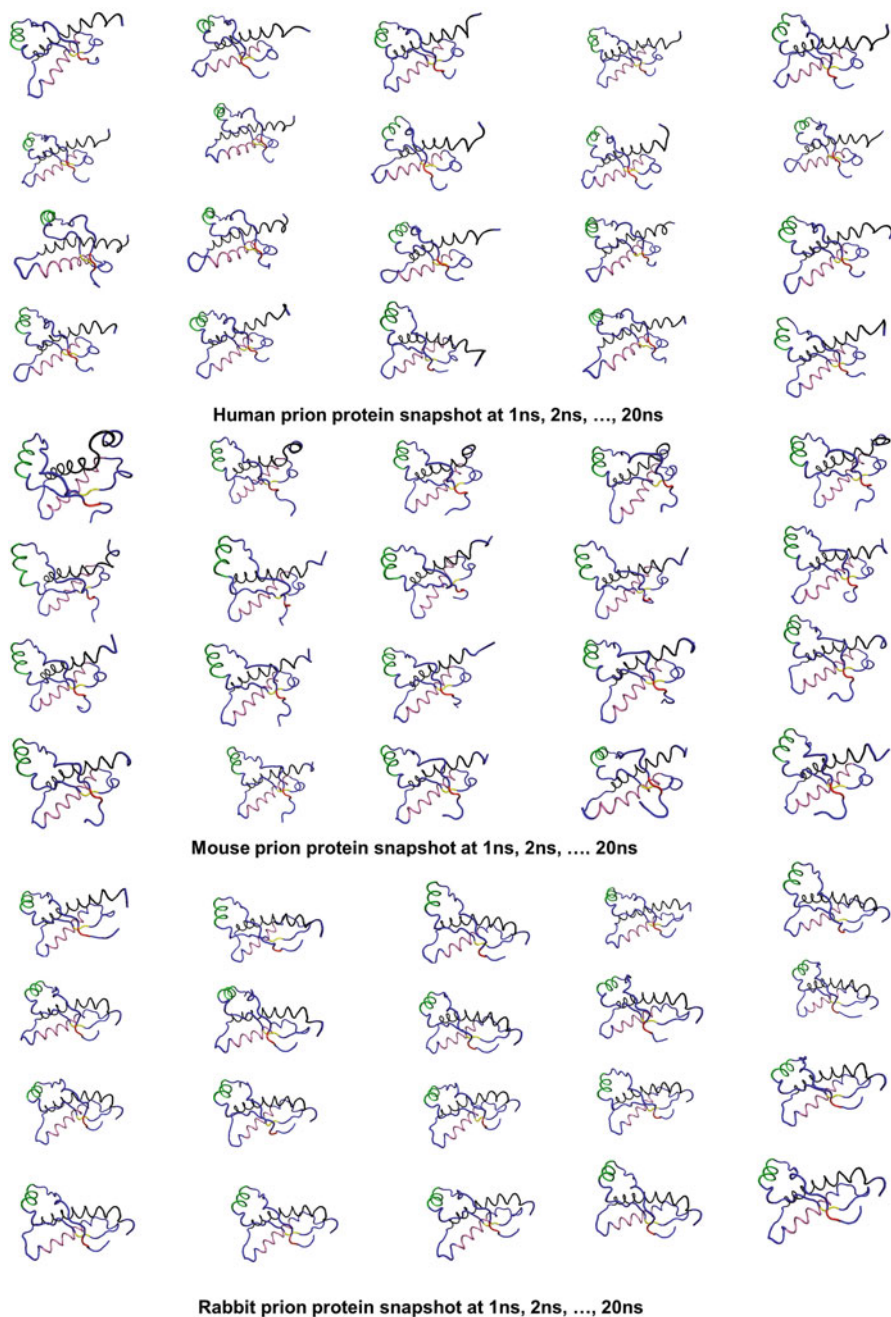 Human prion protein snapshot at 1ns, 2ns, …, 20ns
Mouse prion protein snapshot at 1ns, 2ns, …. 20ns
Rabbit prion protein snapshot at 1ns, 2ns, …, 20ns